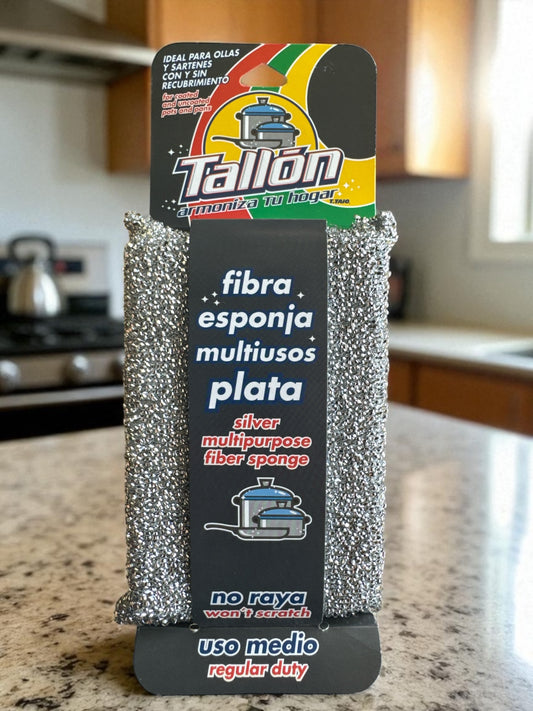 IDEAL PARA OLLAS
Y SARTENES
CON Y SIN
RECUBRIMIENTO
for coated
and uncoated
pots and pans
Tallón
armoniza Tu hogar
fibra
esponja
multiusos
plata
silver
multipurpose
fiber sponge
no raya
won't scratch
uso medio
regular duty